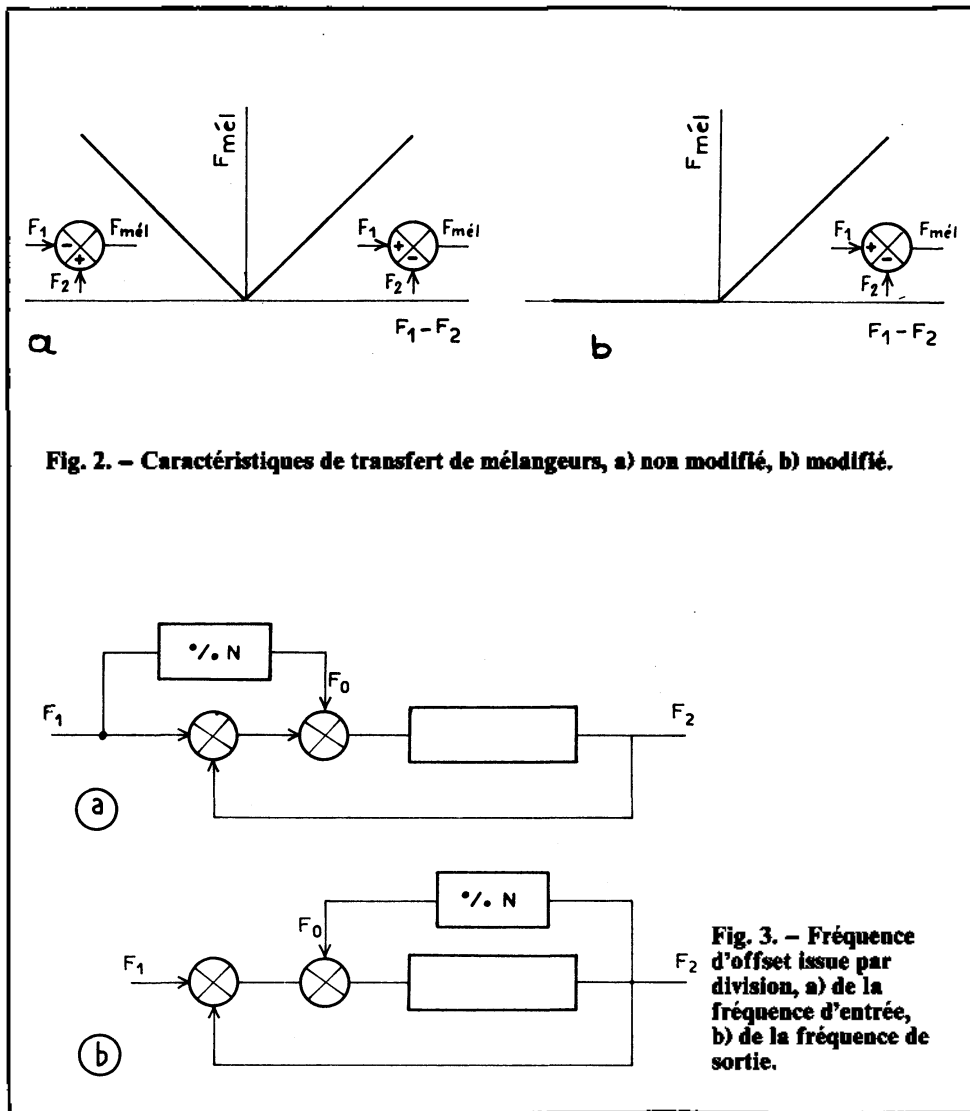 Fmél
Fmél
F1
-
+
Fmél
F2
F1
+
-
Fmél
F2
F1
+
-
Fmél
F2
F1-F2
F1-F2
a
b
Fig. 2. – Caractéristiques de transfert de mélangeurs, a) non modifié, b) modifié.
%. N
F0
F1
F2
a
%. N
F0
F1
F2
b
Fig. 3. – Fréquence
d'offset issue par
division, a) de la
fréquence d'entrée,
b) de la fréquence de
sortie.